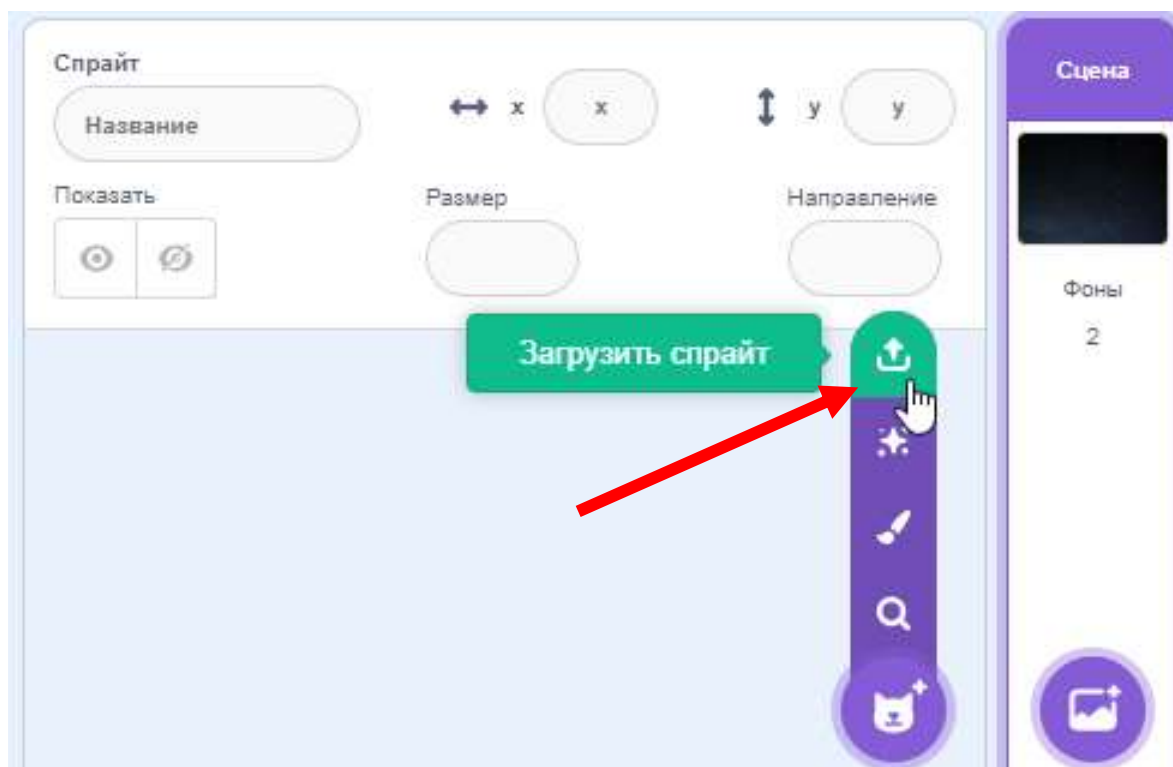 Спрайт
Название
x
x
y
y
Показать
Размер
Направление
Загрузить спрайт
Сцена
Фоны
2